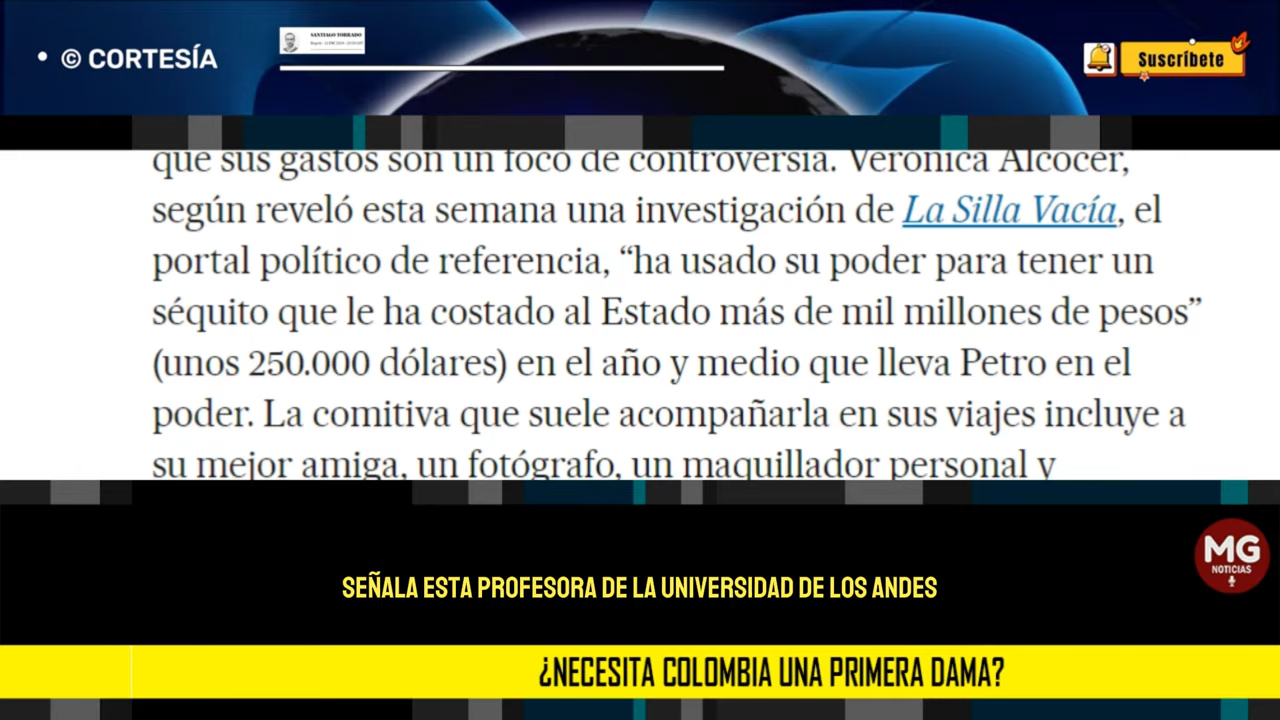 • © CORTESÍA
SANTIAGO TORRADO
Suscríbete
que sus gastos son un foco de controversia. Verónica Alcocer,
según reveló esta semana una investigación de La Silla Vacía, el
portal político de referencia, “ha usado su poder para tener un
séquito que le ha costado al Estado más de mil millones de pesos”
(unos 250.000 dólares) en el año y medio que lleva Petro en el
poder. La comitiva que suele acompañarla en sus viajes incluye a
su mejor amiga, un fotógrafo, un maquillador personal y
MG
NOTICIAS
SEÑALA ESTA PROFESORA DE LA UNIVERSIDAD DE LOS ANDES
¿NECESITA COLOMBIA UNA PRIMERA DAMA?